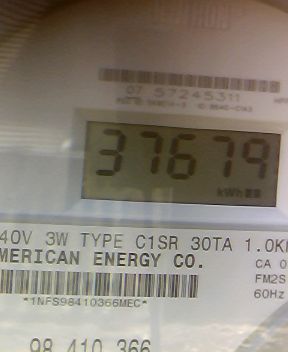 07 57245311
37679
kWh
40V 3W TYPE C1SR 30TA 1.0K
MERICAN ENERGY CO.
CA 0
FM2S
60Hz
*1NFS98410366MEC*
98 410 366